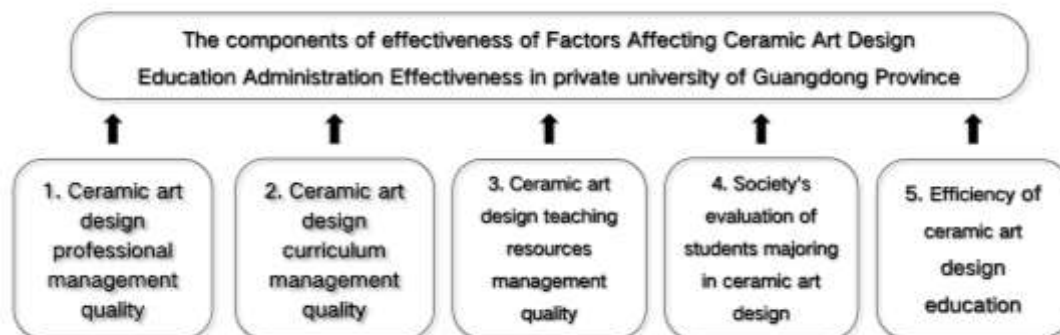 The components of effectiveness of Factors Affecting Ceramic Art Design
Education Administration Effectiveness in private university of Guangdong Province
1. Ceramic art
design
professional
management
quality
2. Ceramic art
design
curriculum
management
quality
3. Ceramic art
design teaching
resources
management
quality
4. Society's
evaluation of
students majoring
in ceramic art
design
5. Efficiency of
ceramic art
design
education